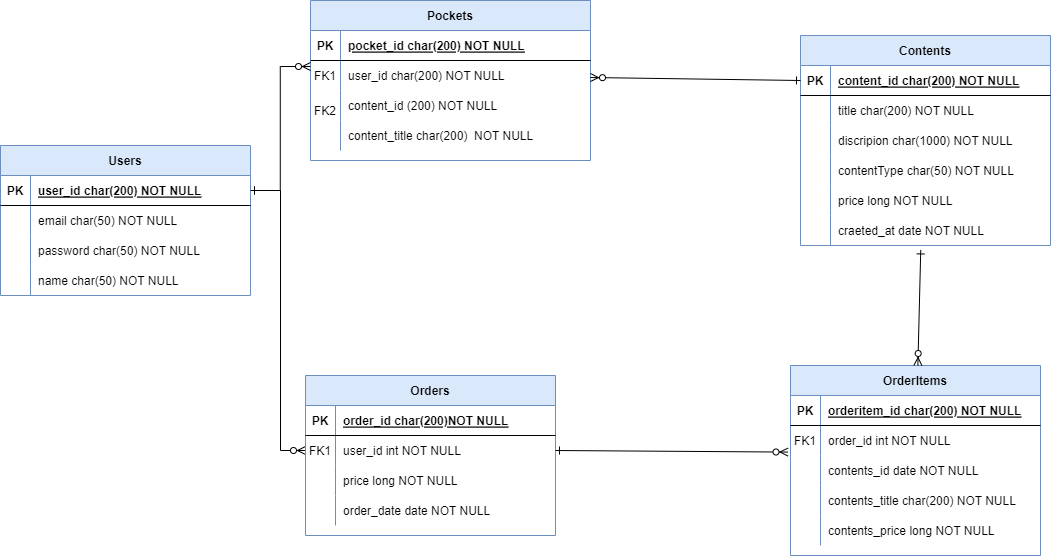 Pockets
PK pocket_id char(200) NOT NULL
FK1 user_id char(200) NOT NULL
FK2 content_id (200) NOT NULL
content_title char(200) NOT NULL
Contents
PK content_id char(200) NOT NULL
title char(200) NOT NULL
discripion char(1000) NOT NULL
contentType char(50) NOT NULL
price long NOT NULL
craeted_at date NOT NULL
Users
PK user_id char(200) NOT NULL
email char(50) NOT NULL
password char(50) NOT NULL
name char(50) NOT NULL
Orders
PK order_id char(200)NOT NULL
FK1 user_id int NOT NULL
price long NOT NULL
order_date date NOT NULL
OrderItems
PK orderitem_id char(200) NOT NULL
FK1 order_id int NOT NULL
contents_id date NOT NULL
contents_title char(200) NOT NULL
contents_price long NOT NULL